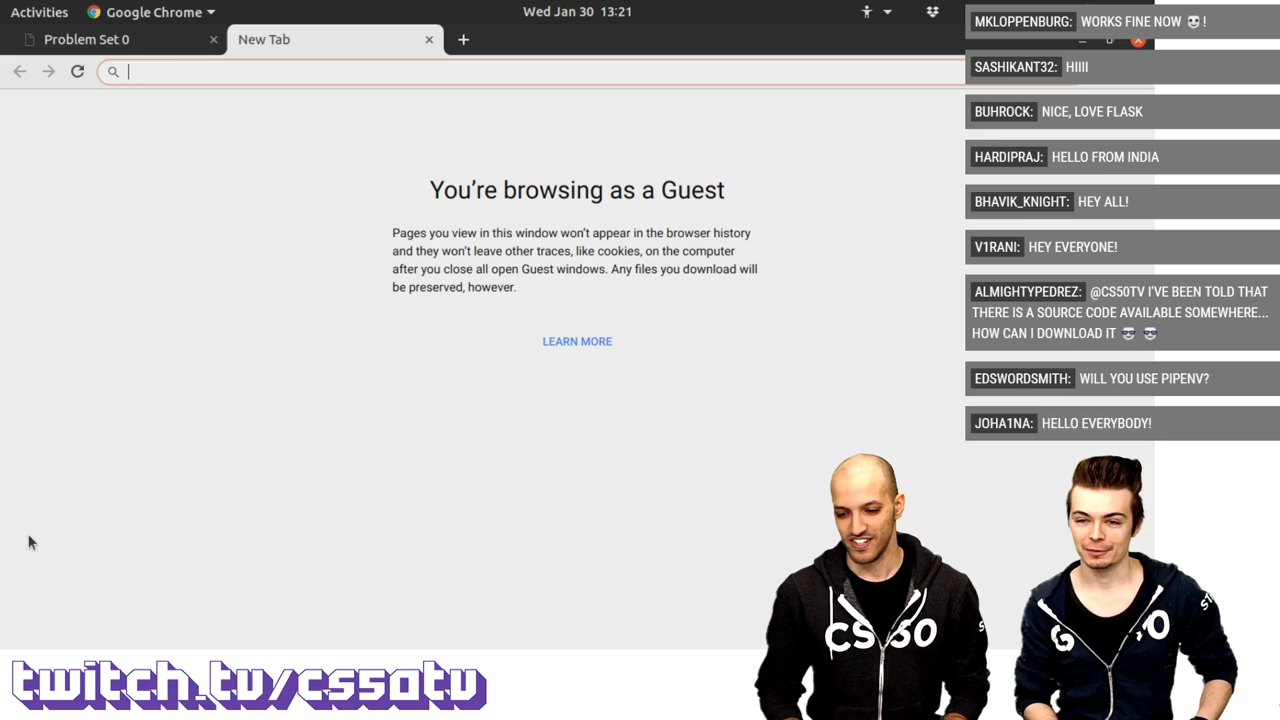 Activities Google Chrome Wed Jan 30 13:21
Problem Set 0 New Tab
You're browsing as a Guest
Pages you view in this window won't appear in the browser history
and they won't leave other traces, like cookies, on the computer
after you close all open Guest windows. Any files you download will
be preserved, however.
LEARN MORE
MKLOPPENBURG: WORKS FINE NOW !
SASHIKANT32: HIIII
BUHROCK: NICE, LOVE FLASK
HARDIPRAJ: HELLO FROM INDIA
BHAVIK_KNIGHT: HEY ALL!
V1RANI: HEY EVERYONE!
ALMIGHTYPEDREZ: @CS50TV I'VE BEEN TOLD THAT
THERE IS A SOURCE CODE AVAILABLE SOMEWHERE...
HOW CAN I DOWNLOAD IT
EDSWORDSMITH: WILL YOU USE PIPENV?
JOHA1NA: HELLO EVERYBODY!
CS50
twitch.tv/cs50tv